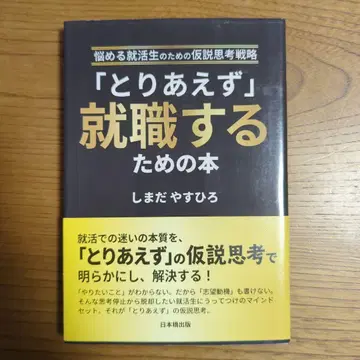 悩める就活生のための仮説思考戦略
「とりあえず」
就職する
ための本
しまだ やすひろ
就活での迷いの本質を、
「とりあえず」の仮説思考で
明らかにし、解決する！
「やりたいこと」がわからない。だから「志望動機」も書けない。
そんな思考停止から脱却したい就活生にうってつけのマインド
セット、それが「とりあえず」の仮説思考。
日本橋出版